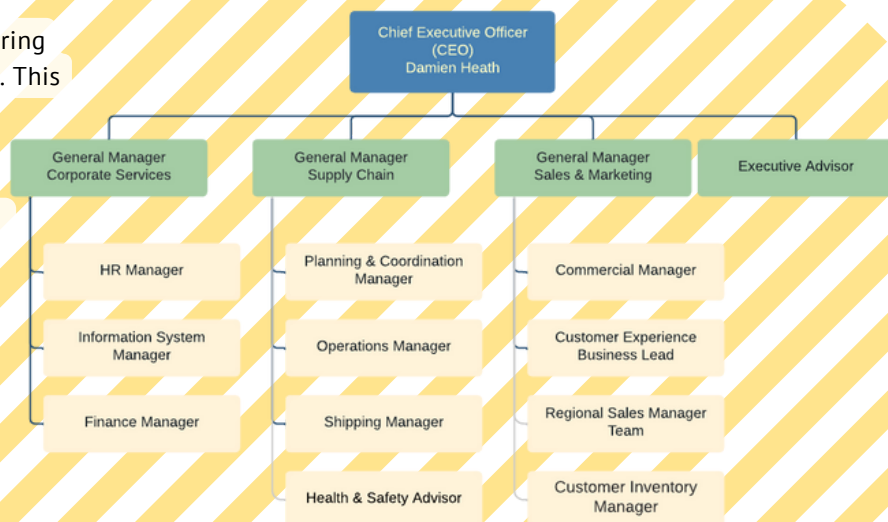 ring
. This
Chief Executive Officer
(CEO)
Damien Heath
General Manager
Corporate Services
General Manager
Supply Chain
General Manager
Sales & Marketing
Executive Advisor
HR Manager
Information System
Manager
Finance Manager
Planning & Coordination
Manager
Operations Manager
Shipping Manager
Health & Safety Advisor
Commercial Manager
Customer Experience
Business Lead
Regional Sales Manager
Team
Customer Inventory
Manager